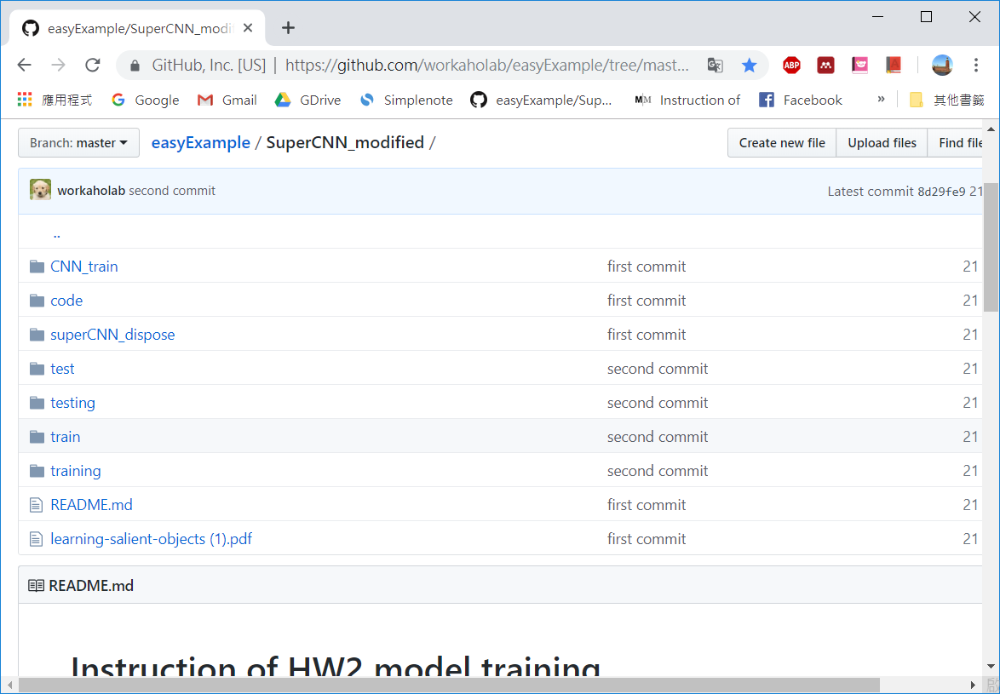 easyExample/SuperCNN_modif
GitHub, Inc. [US] | https://github.com/workaholab/easyExample/tree/mast...
ABP
應用程式 Google Gmail GDrive Simplenote easyExample/Sup... Instruction of Facebook » 其他書籤
Branch: master easyExample / SuperCNN_modified / Create new file Upload files Find file
workaholab second commit Latest commit 8d29fe9 21
..
CNN_train first commit 21
code first commit 21
superCNN_dispose first commit 21
test second commit 21
testing second commit 21
train second commit 21
training second commit 21
README.md first commit 21
learning-salient-objects (1).pdf first commit 21
README.md
Instruction of HW2 model training